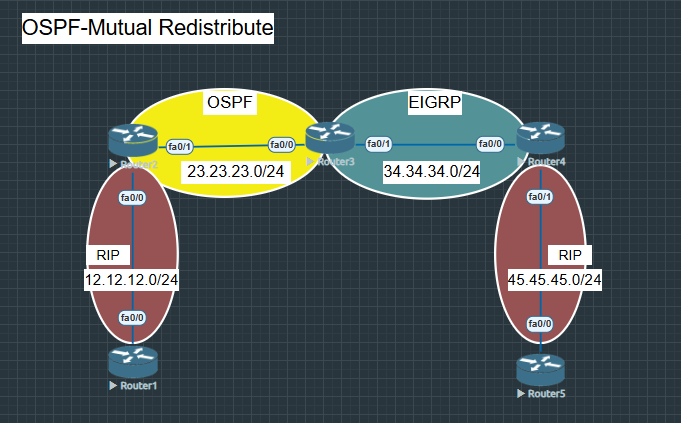 OSPF-Mutual Redistribute
OSPF
EIGRP
Router2
fa0/1
fa0/0
Router3
fa0/1
fa0/0
Router4
23.23.23.0/24
34.34.34.0/24
fa0/0
fa0/1
RIP
RIP
12.12.12.0/24
45.45.45.0/24
fa0/0
fa0/0
Router1
Router5